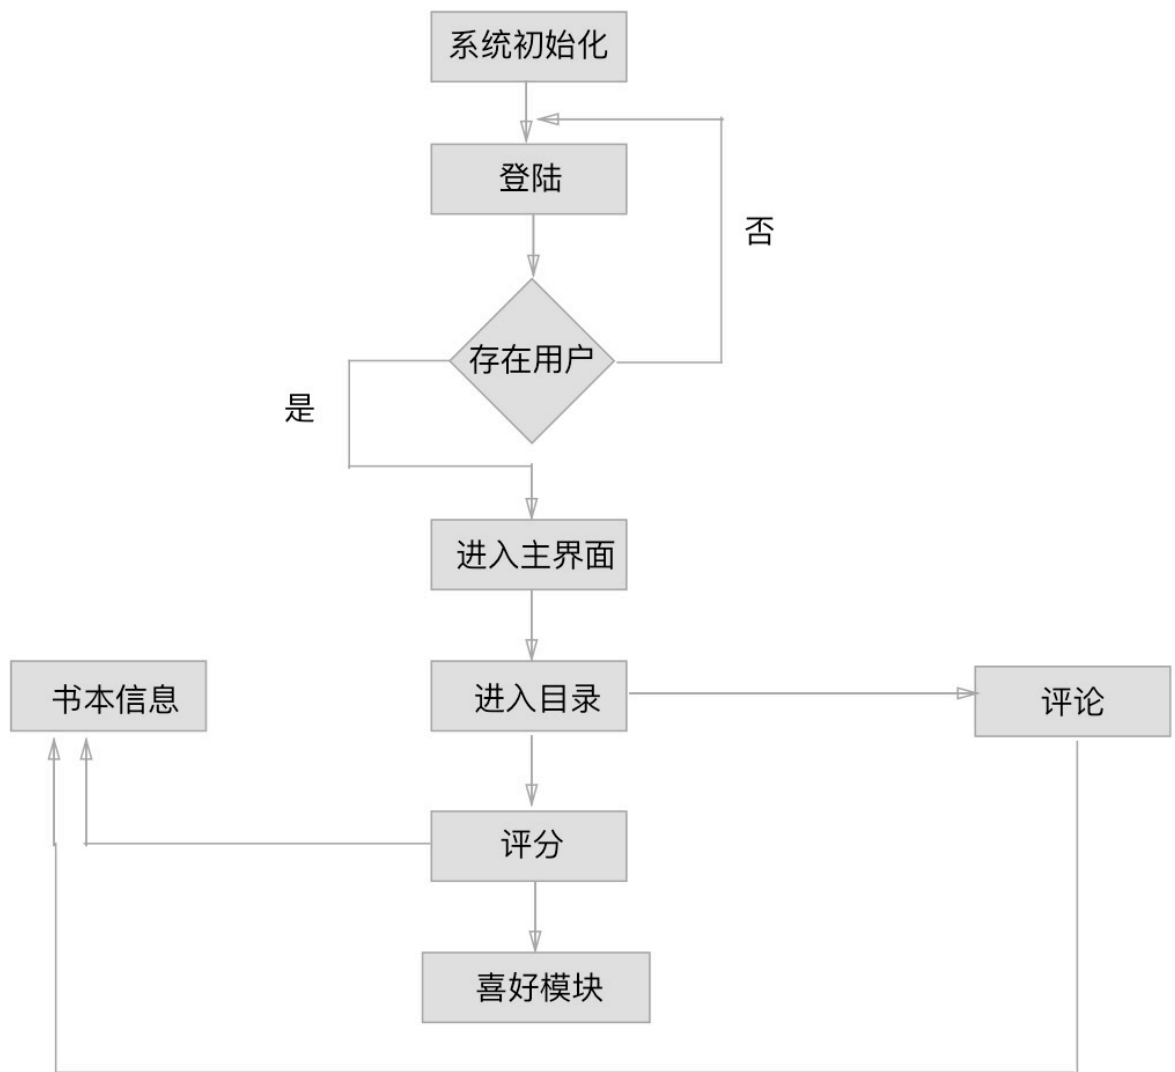 系统初始化
登陆
否
存在用户
是
进入主界面
书本信息
进入目录
评论
评分
喜好模块